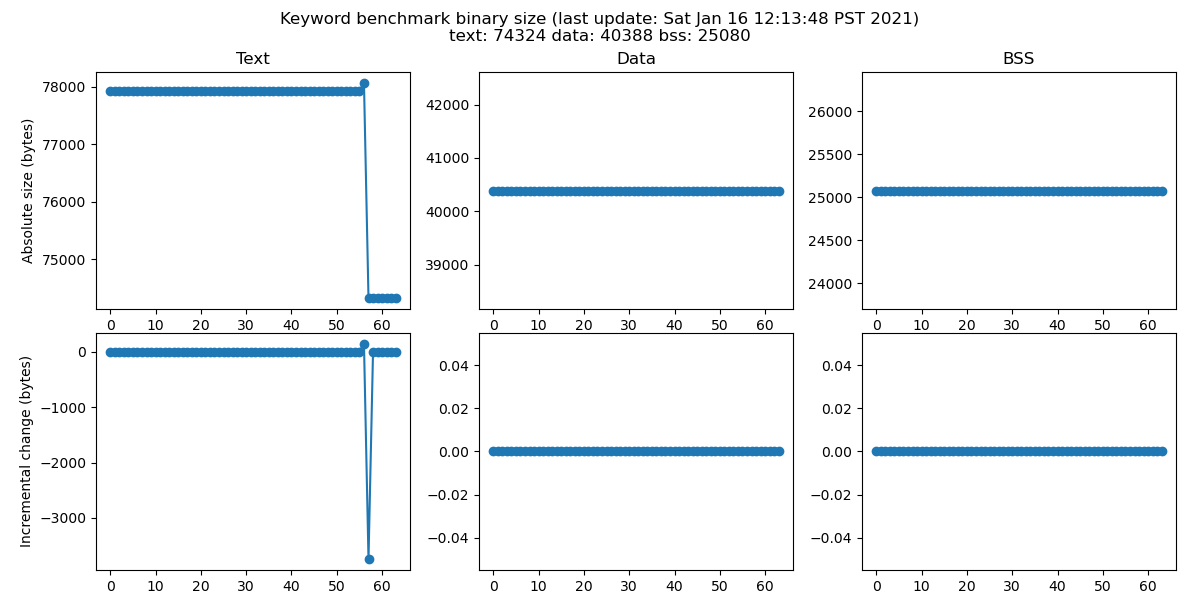 Keyword benchmark binary size (last update: Sat Jan 16 12:13:48 PST 2021)
text: 74324 data: 40388 bss: 25080
Text
Data
BSS
Absolute size (bytes)
78000
77000
76000
75000
0 10 20 30 40 50 60
42000
41000
40000
39000
0 10 20 30 40 50 60
26000
25500
25000
24500
24000
0 10 20 30 40 50 60
Incremental change (bytes)
0
−1000
−2000
−3000
0 10 20 30 40 50 60
0.04
0.02
0.00
−0.02
−0.04
0 10 20 30 40 50 60
0.04
0.02
0.00
−0.02
−0.04
0 10 20 30 40 50 60